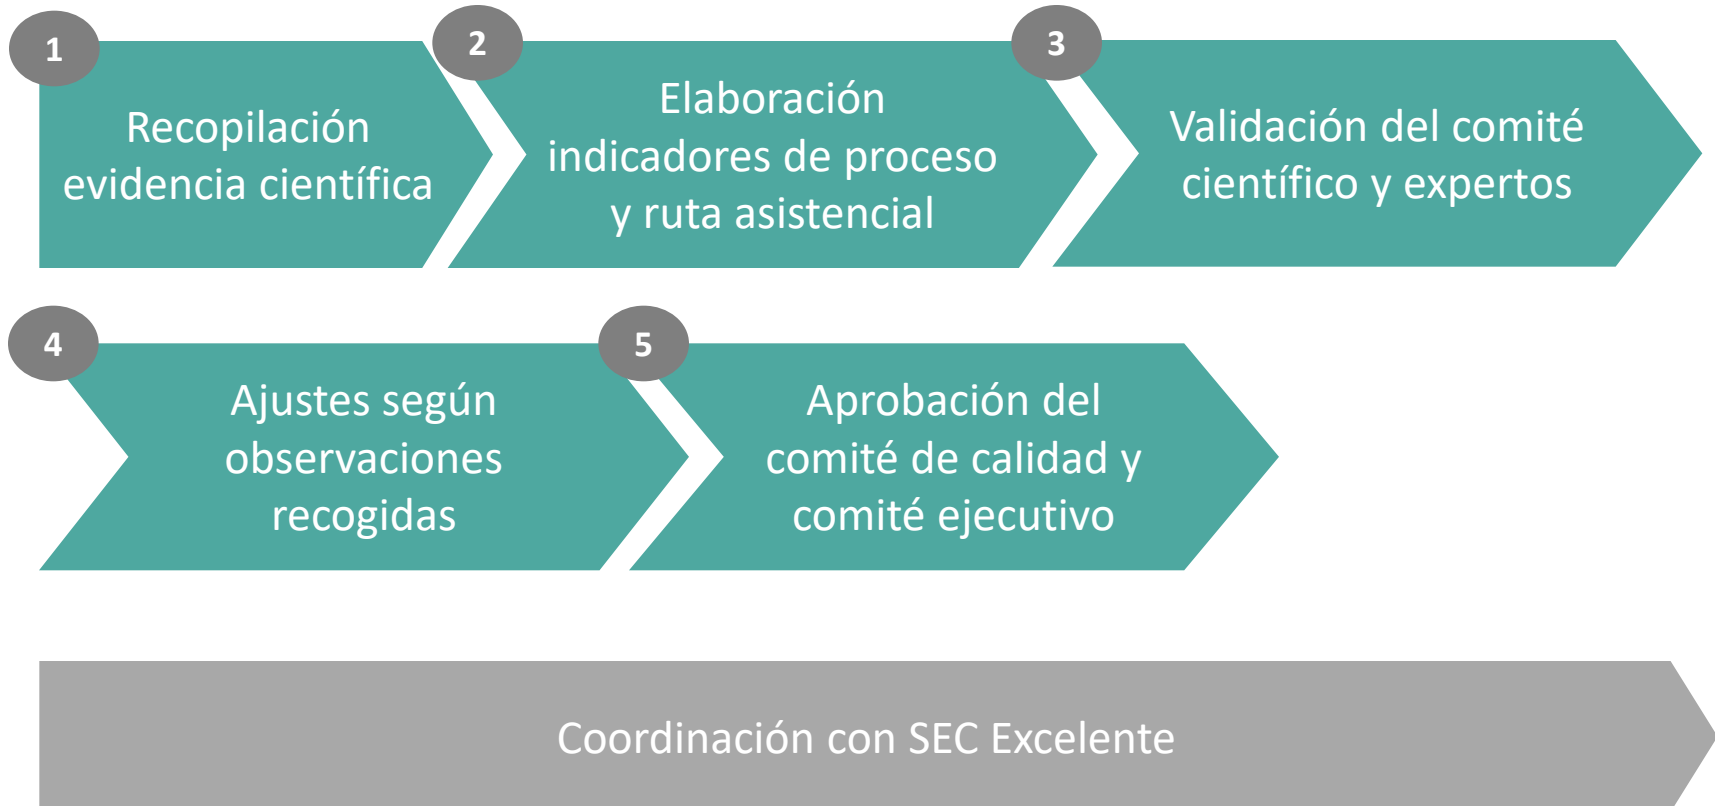 1
Recopilación
evidencia científica
2
Elaboración
indicadores de proceso
y ruta asistencial
3
Validación del comité
científico y expertos
4
Ajustes según
observaciones
recogidas
5
Aprobación del
comité de calidad y
comité ejecutivo
Coordinación con SEC Excelente